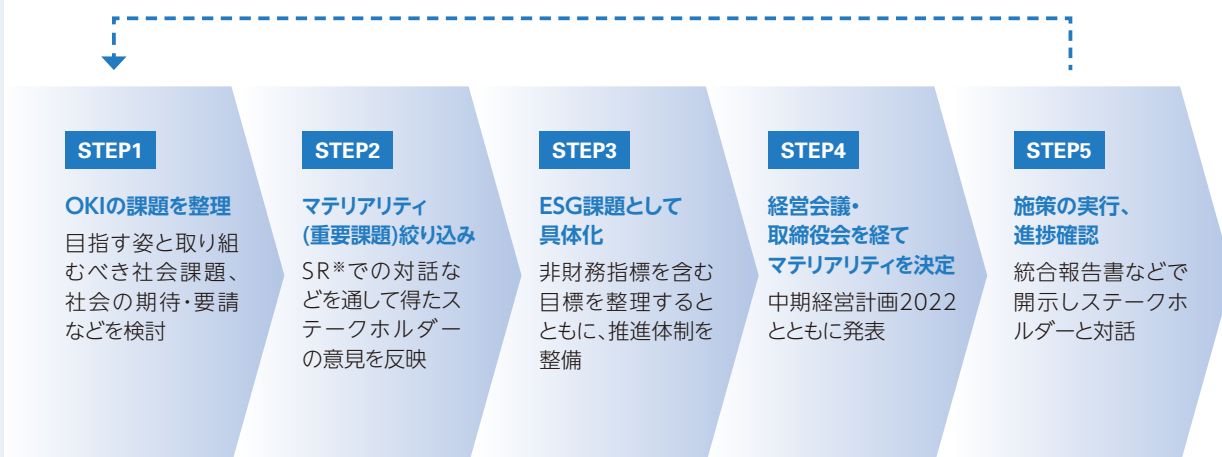 STEP1
OKIの課題を整理
目指す姿と取り組
むべき社会課題、
社会の期待・要請
などを検討
STEP2
マテリアリティ
(重要課題)絞り込み
SR※での対話な
どを通して得たス
テークホルダー
の意見を反映
STEP3
ESG課題として
具体化
非財務指標を含む
目標を整理すると
ともに、推進体制を
整備
STEP4
経営会議・
取締役会を経て
マテリアリティを決定
中期経営計画2022
とともに発表
STEP5
施策の実行、
進捗確認
統合報告書などで
開示しステークホ
ルダーと対話